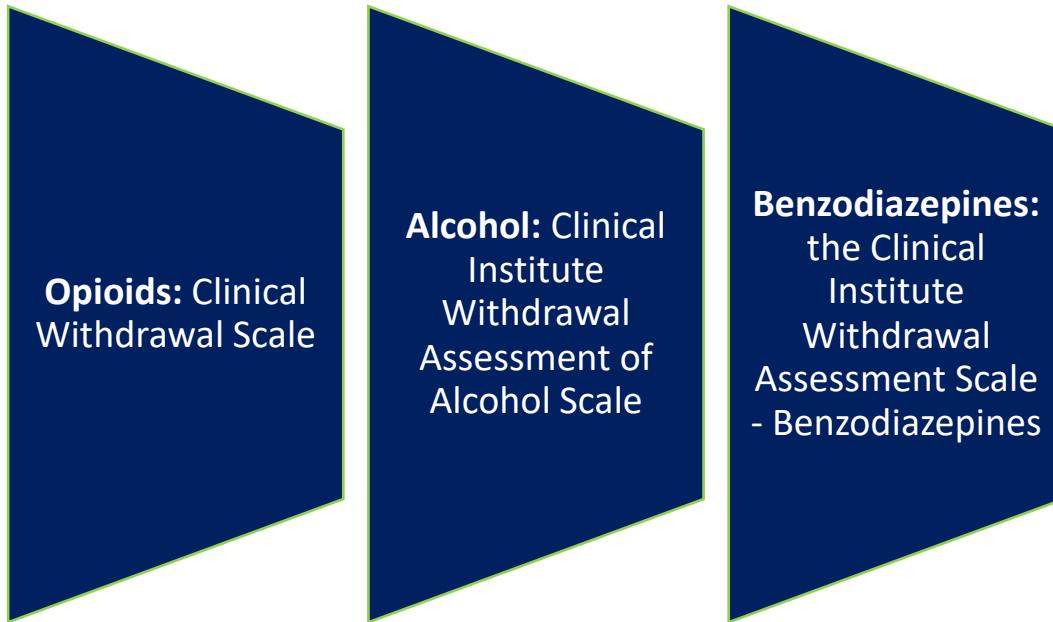 Opioids: Clinical
Withdrawal Scale
Alcohol: Clinical
Institute
Withdrawal
Assessment of
Alcohol Scale
Benzodiazepines:
the Clinical
Institute
Withdrawal
Assessment Scale
- Benzodiazepines